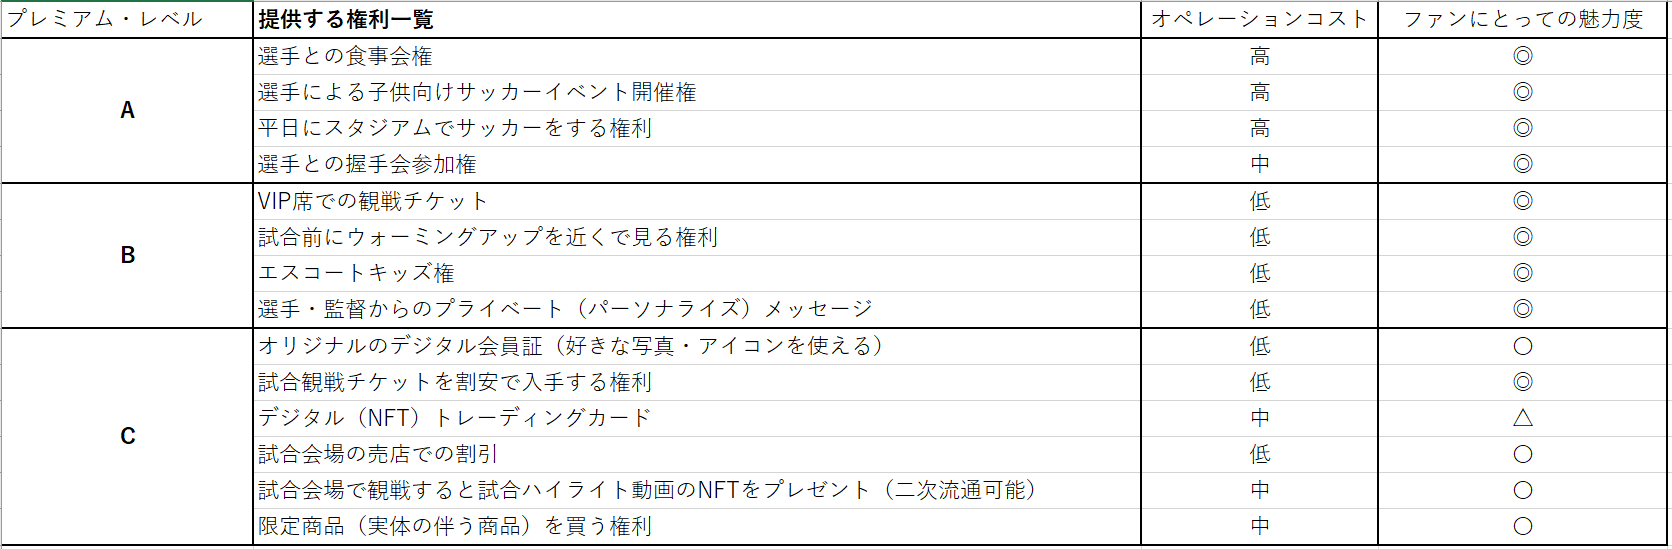 プレミアム・レベル 提供する権利一覧 オペレーションコスト ファンにとっての魅力度
選手との食事会権 高 ◎
選手による子供向けサッカーイベント開催権 高 ◎
A
平日にスタジアムでサッカーをする権利 高 ◎
選手との握手会参加権 中 ◎
VIP席での観戦チケット 低 ◎
試合前にウォーミングアップを近くで見る権利 低 ◎
B
エスコートキッズ権 低 ◎
選手・監督からのプライベート（パーソナライズ）メッセージ 低 ◎
オリジナルのデジタル会員証（好きな写真・アイコンを使える） 低 〇
試合観戦チケットを割安で入手する権利 低 ◎
デジタル（NFT）トレーディングカード 中 △
C
試合会場の売店での割引 低 〇
試合会場で観戦すると試合ハイライト動画のNFTをプレゼント（二次流通可能） 中 〇
限定商品（実体の伴う商品）を買う権利 中 〇